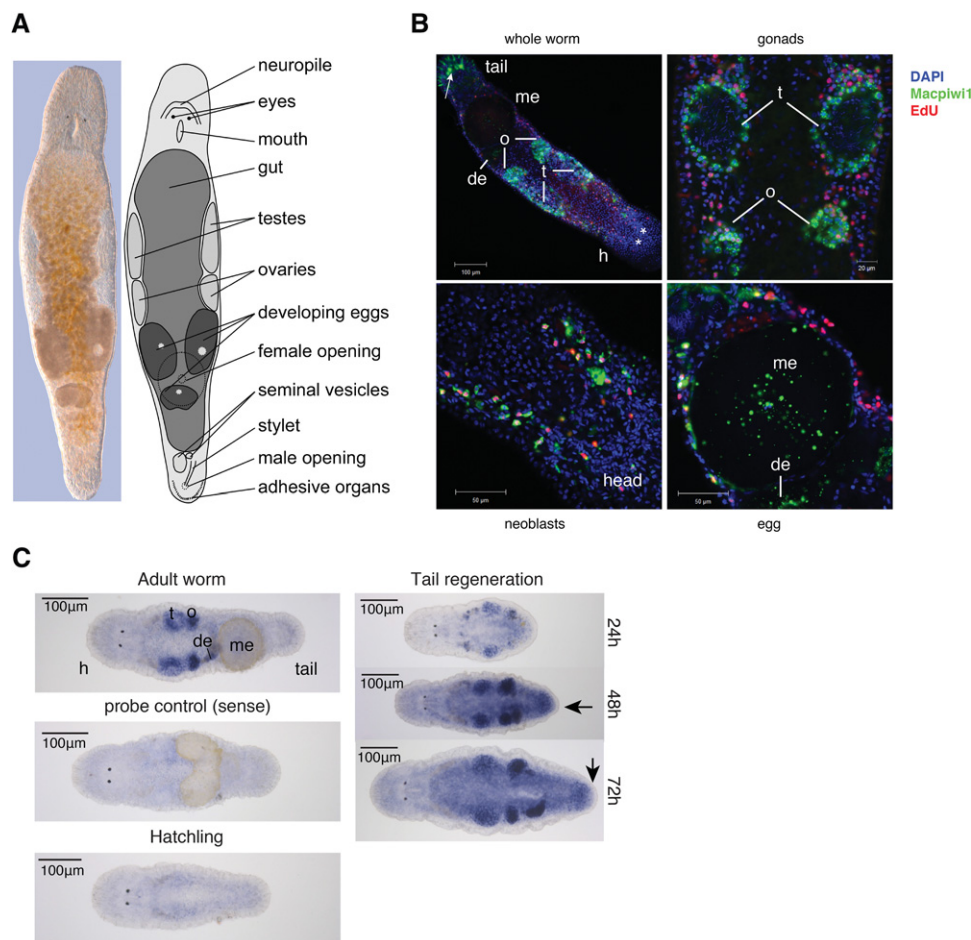 A
neuropile
eyes
mouth
gut
testes
ovaries
developing eggs
female opening
seminal vesicles
stylet
male opening
adhesive organs
B
whole worm
gonads
DAPI
Macpiwi1
EdU
tail
me
o
de
t
h
*
*
100 µm
t
o
20 µm
head
50 µm
me
de
50 µm
neoblasts
egg
C
Adult worm
100µm
t
o
de
me
h
tail
probe control (sense)
100µm
Hatchling
100µm
Tail regeneration
100µm
24h
100µm
48h
100µm
72h